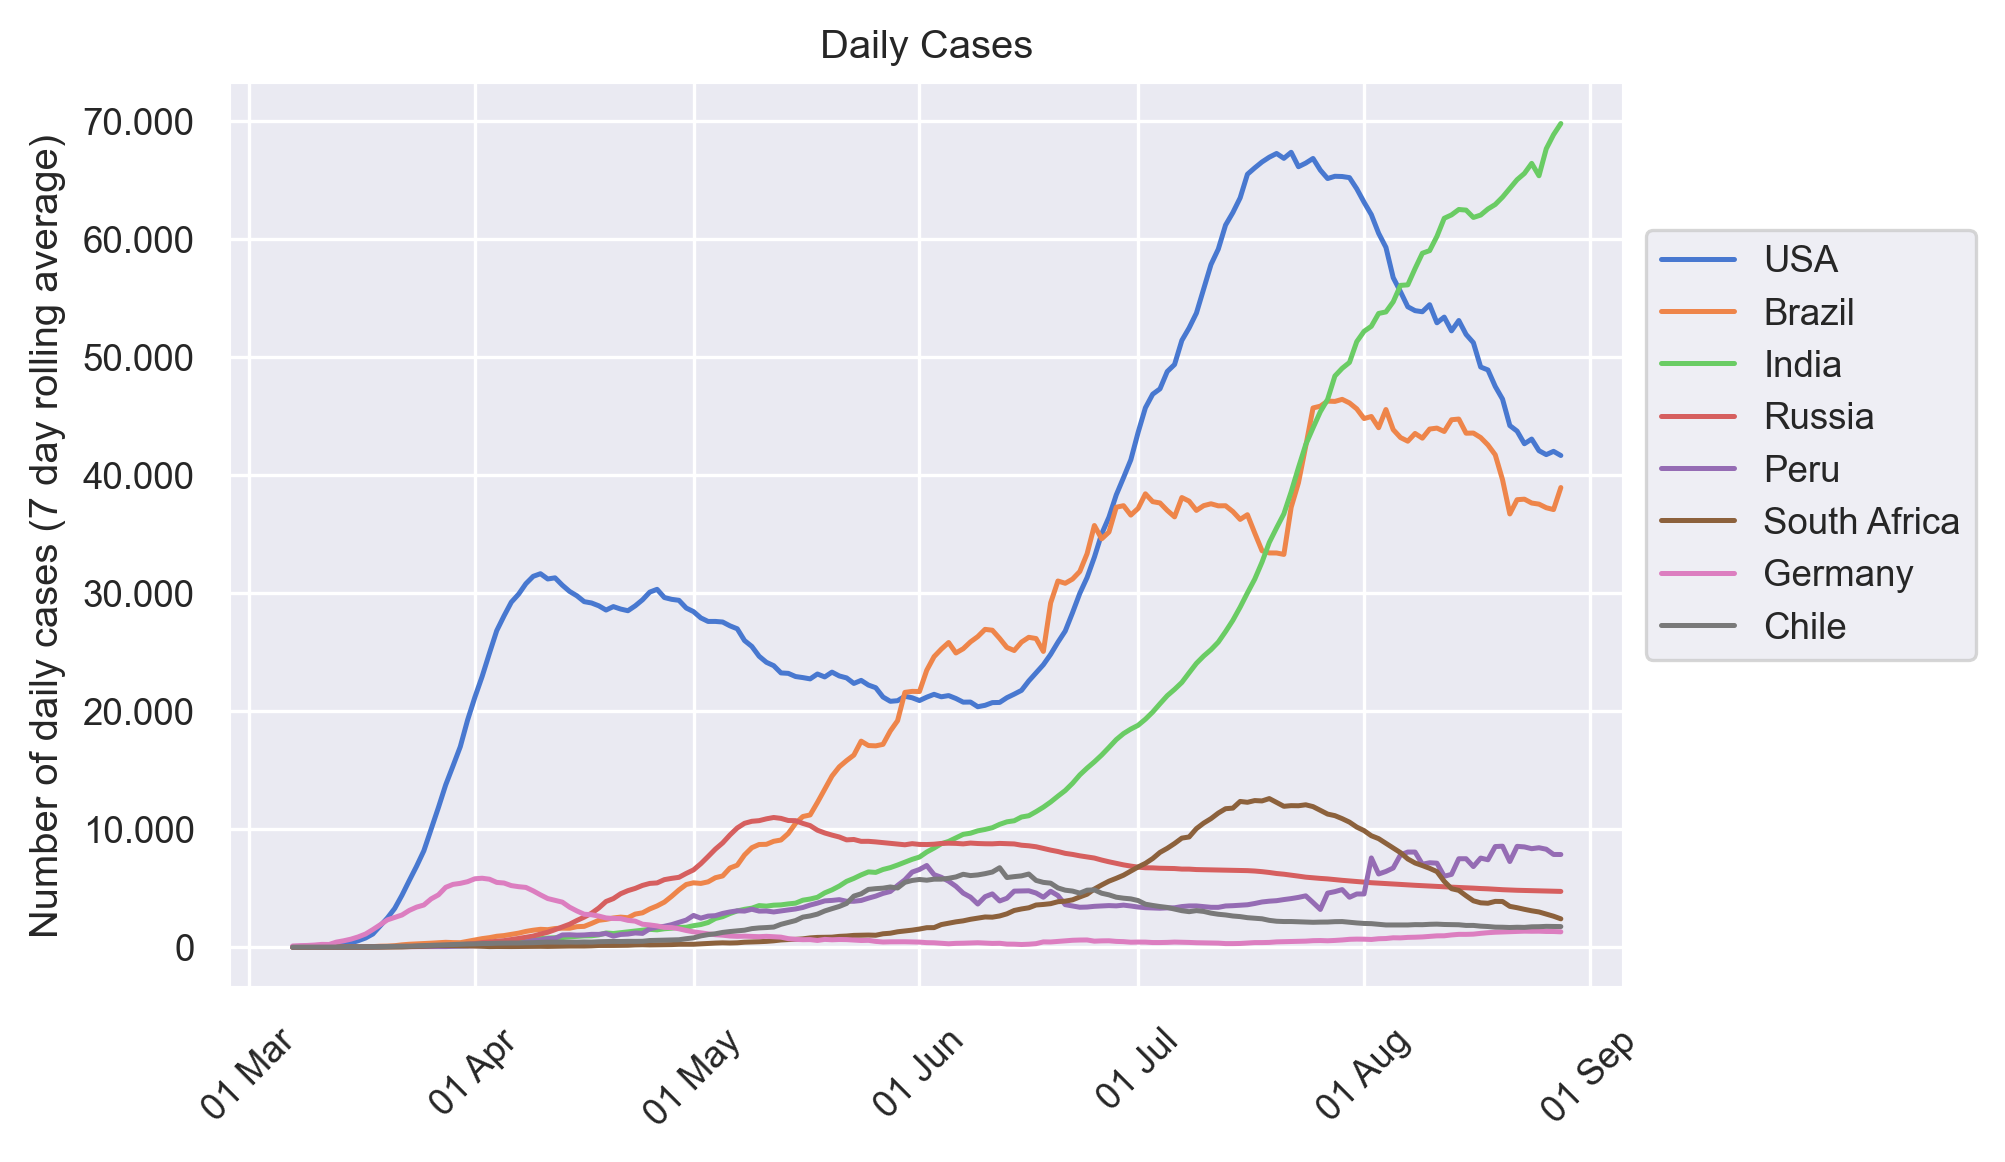 Daily Cases
Number of daily cases (7 day rolling average)
70.000
60.000
50.000
40.000
30.000
20.000
10.000
0
01 Mar
01 Apr
01 May
01 Jun
01 Jul
01 Aug
01 Sep
USA
Brazil
India
Russia
Peru
South Africa
Germany
Chile